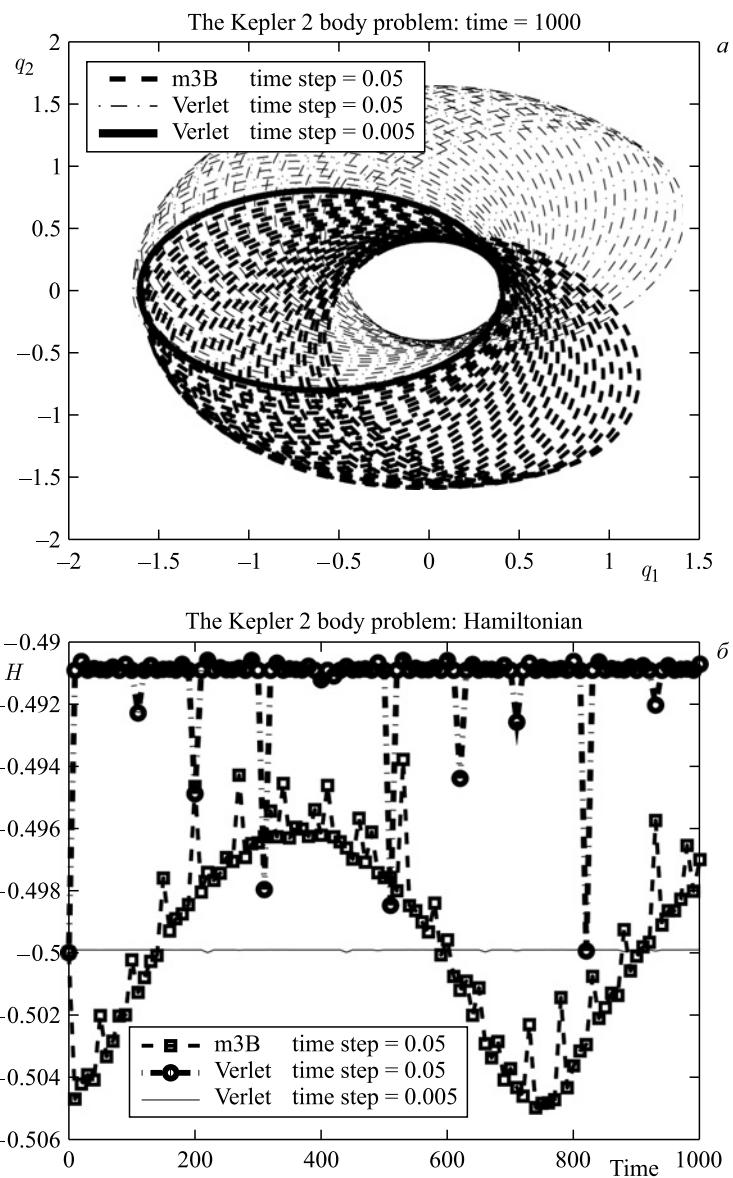 The Kepler 2 body problem: time = 1000
а
q2
2
1.5
1
0.5
0
−0.5
−1
−1.5
−2
m3B time step = 0.05
Verlet time step = 0.05
Verlet time step = 0.005
−2 −1.5 −1 −0.5 0 0.5 1 1.5
q1
The Kepler 2 body problem: Hamiltonian
б
H
−0.49
−0.492
−0.494
−0.496
−0.498
−0.5
−0.502
−0.504
−0.506
m3B time step = 0.05
Verlet time step = 0.05
Verlet time step = 0.005
0 200 400 600 800 1000
Time